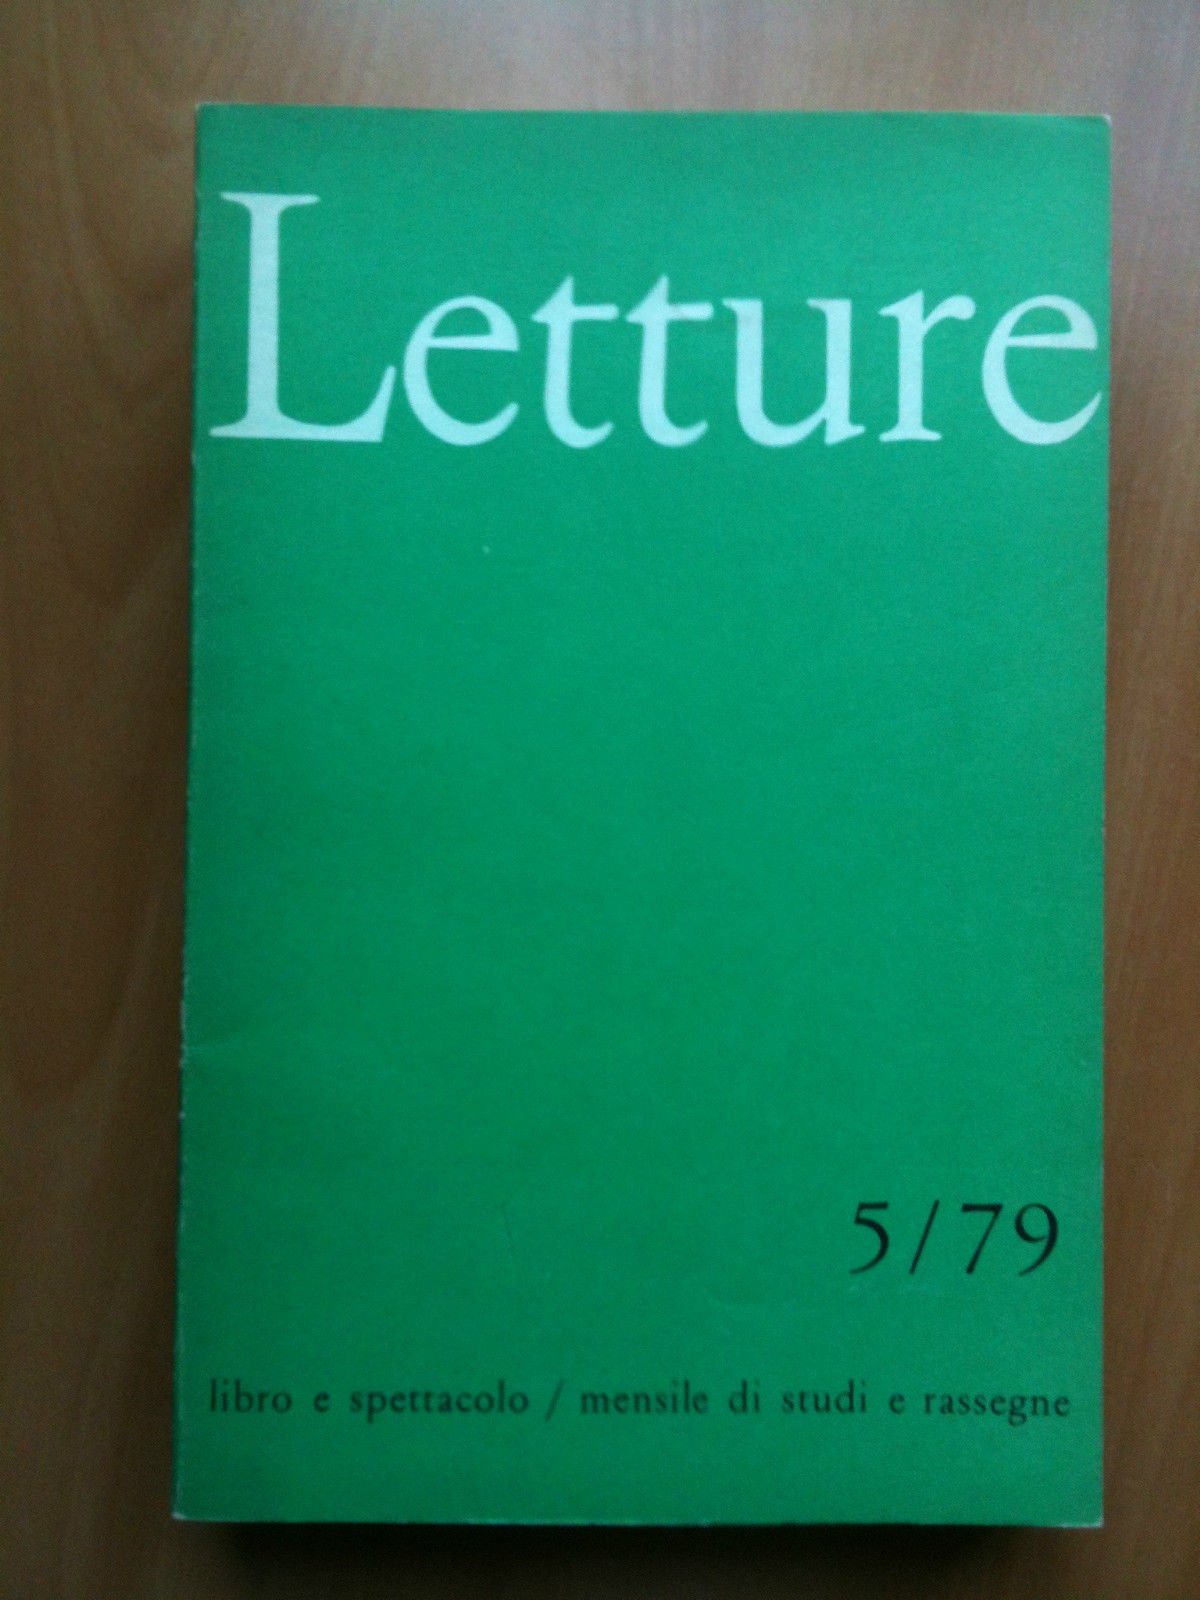 Letture
5/79
libro e spettacolo / mensile di studi e rassegne